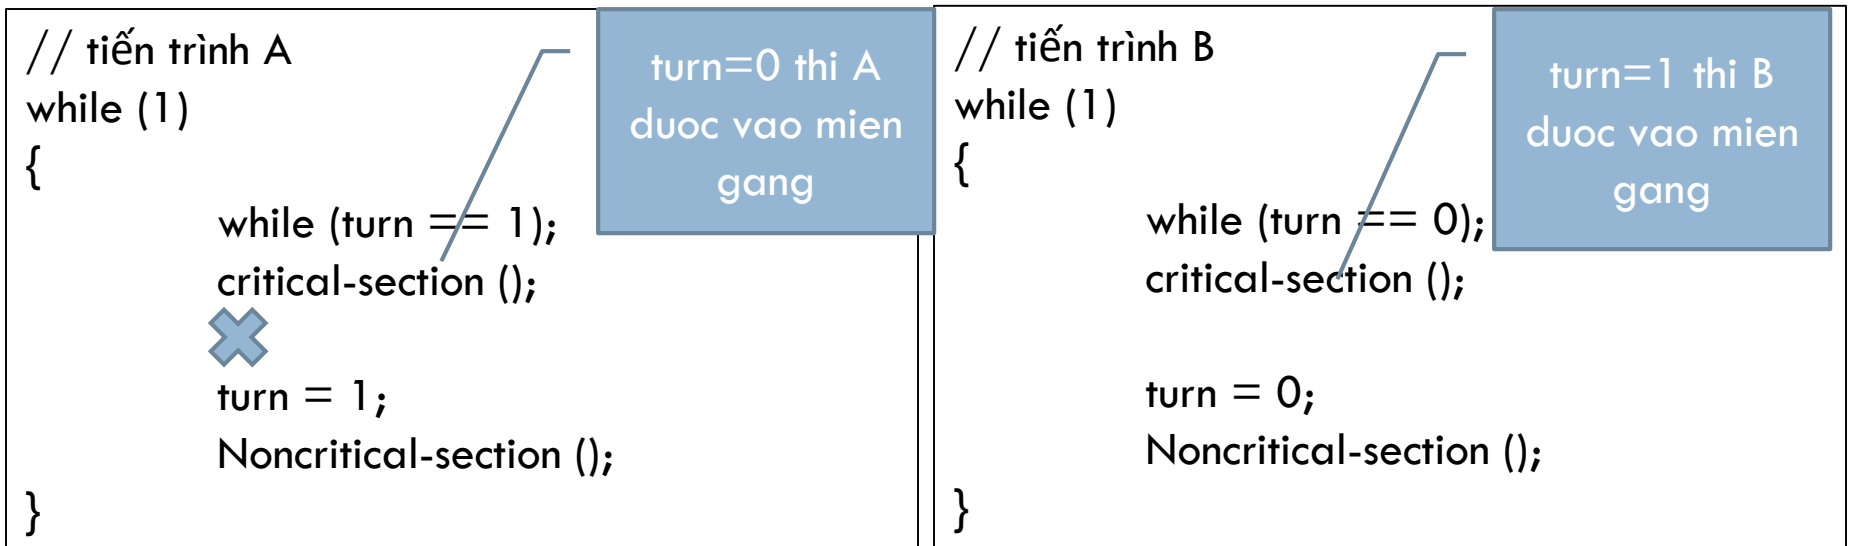 // tiến trình A
while (1)
{
while (turn == 1);
critical-section ();
turn = 1;
Noncritical-section ();
}
turn=0 thi A
duoc vao mien
gang
// tiến trình B
while (1)
{
while (turn == 0);
critical-section ();
turn = 0;
Noncritical-section ();
}
turn=1 thi B
duoc vao mien
gang